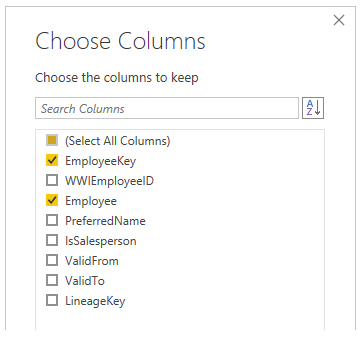 Choose Columns
Choose the columns to keep
Search Columns
A
Z
(Select All Columns)
EmployeeKey
WWIEmployeeID
Employee
PreferredName
IsSalesperson
ValidFrom
ValidTo
LineageKey